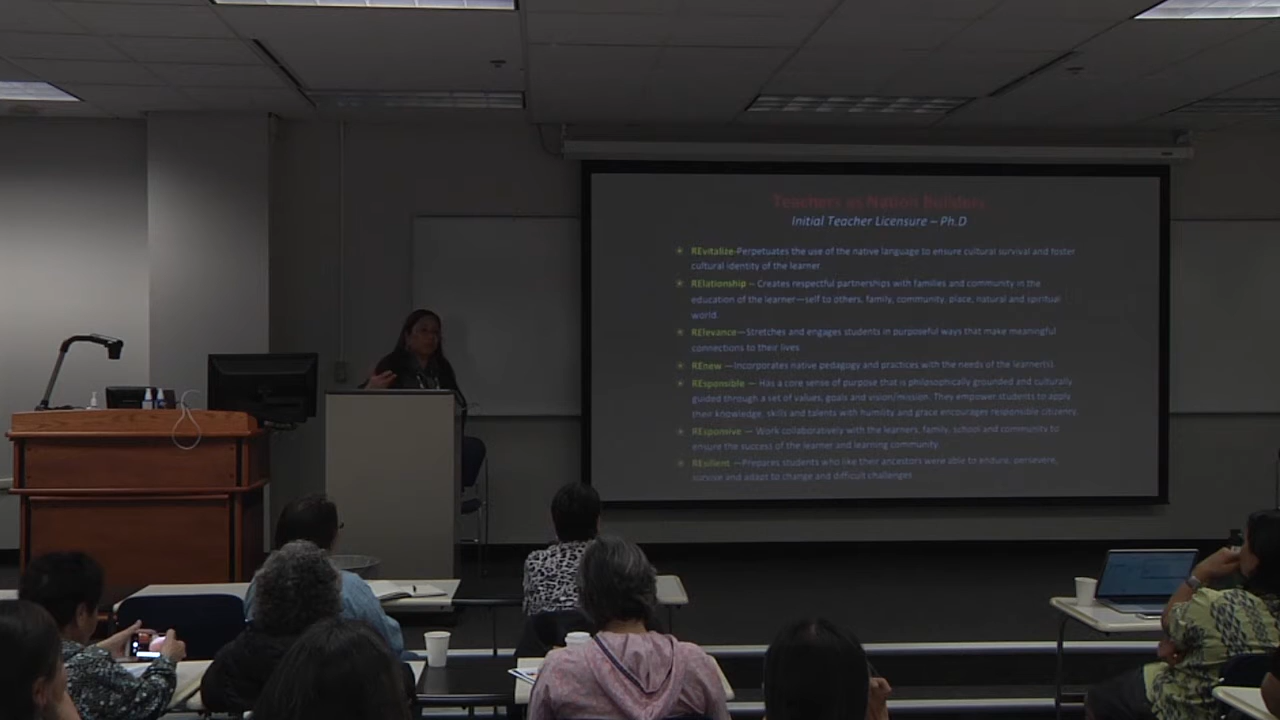 Teachers as Nation Builders
Initial Teacher Licensure – Ph.D
REvitalize-Perpetuates the use of the native language to ensure cultural survival and foster
cultural identity of the learner.
RElationship – Creates respectful partnerships with families and community in the
education of the learner—self to others, family, community, place, natural and spiritual
world.
RElevance—Stretches and engages students in purposeful ways that make meaningful
connections to their lives
REnew —Incorporates native pedagogy and practices with the needs of the learner(s).
REsponsible — Has a core sense of purpose that is philosophically grounded and culturally
guided through a set of values, goals and vision/mission. They empower students to apply
their knowledge, skills and talents with humility and grace encourages responsible citizency.
REsponsive — Work collaboratively with the learners, family, school and community to
ensure the success of the learner and learning community.
REsilient —Prepares students who like their ancestors were able to endure, persevere,
survive and adapt to change and difficult challenges